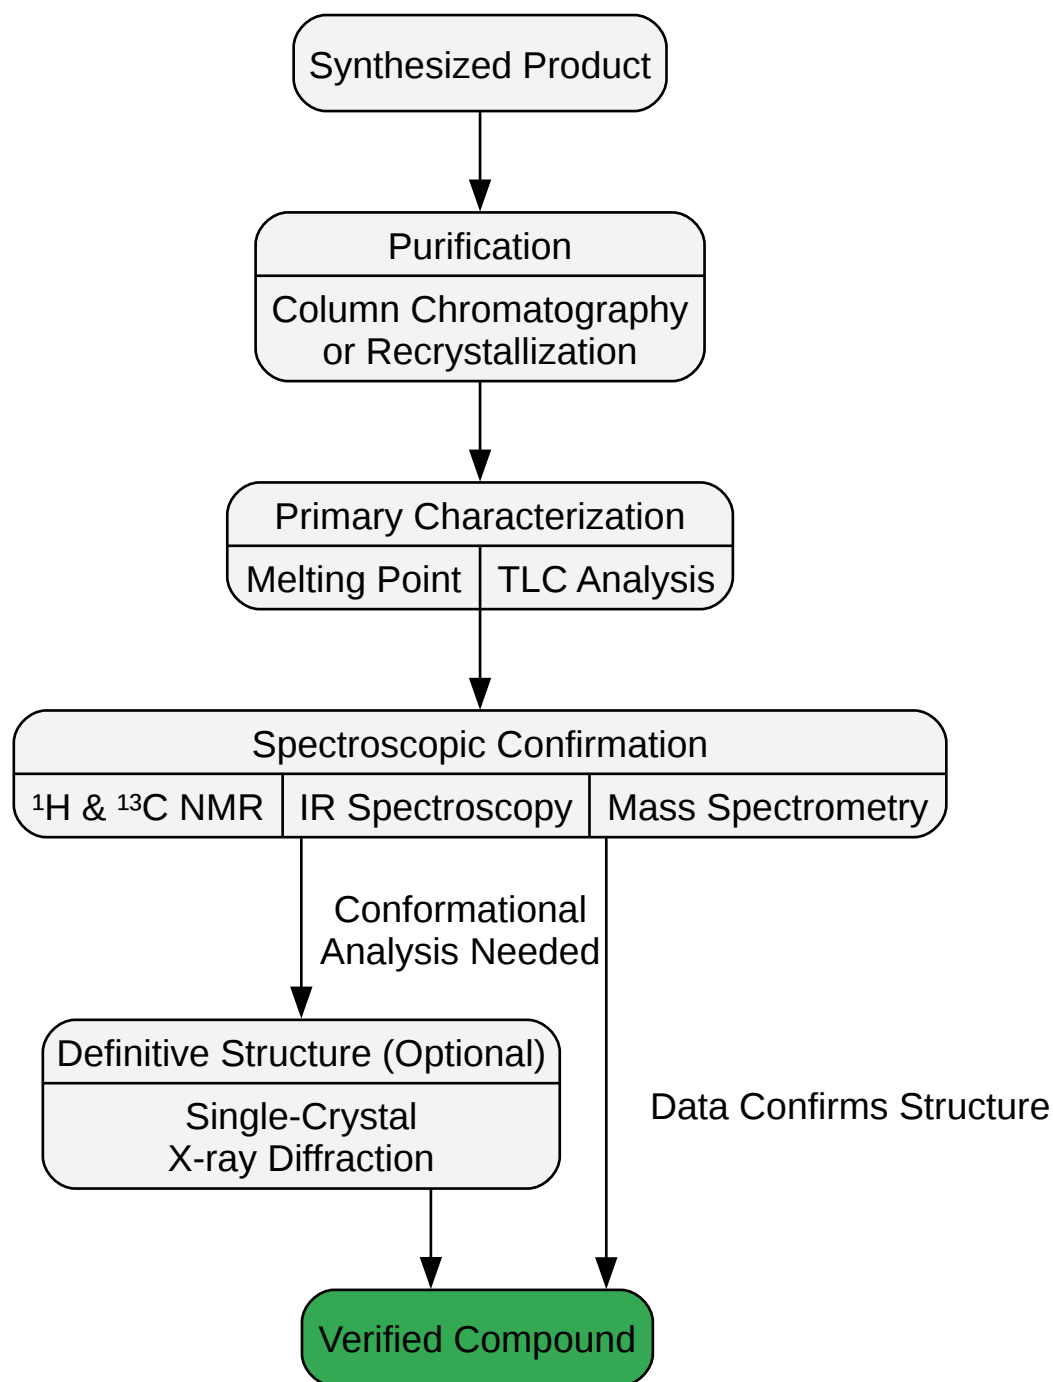 Synthesized Product
Purification
Column Chromatography
or Recrystallization
Primary Characterization
Melting Point
TLC Analysis
Spectroscopic Confirmation
¹H & ¹³C NMR
IR Spectroscopy
Mass Spectrometry
Conformational
Analysis Needed
Definitive Structure (Optional)
Single-Crystal
X-ray Diffraction
Data Confirms Structure
Verified Compound